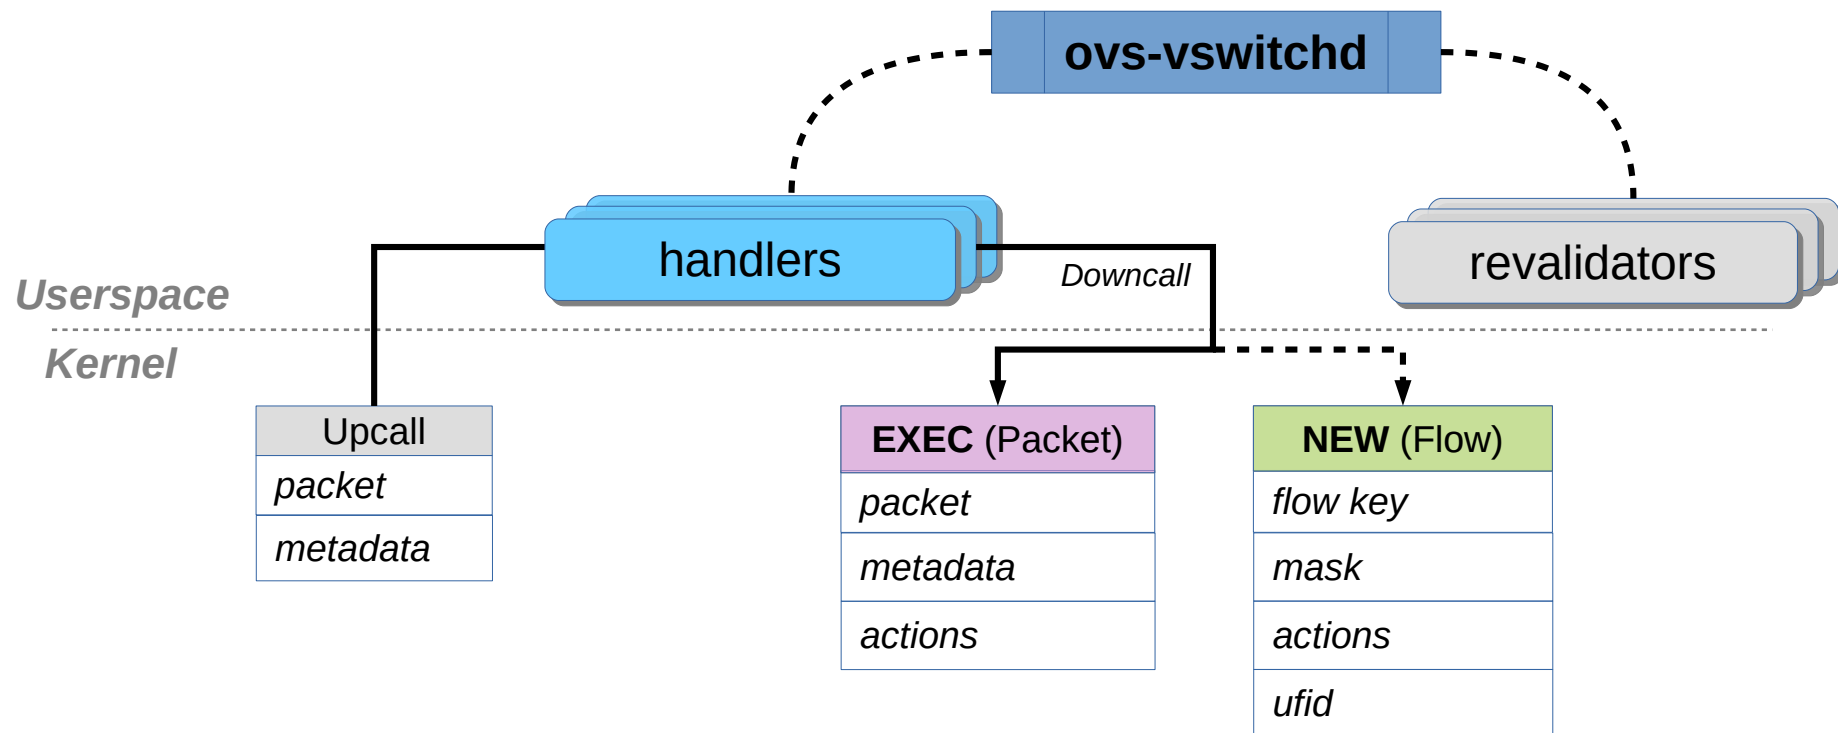 ovs-vswitchd
handlers
revalidators
Downcall
Userspace
Kernel
Upcall
packet
metadata
EXEC (Packet)
packet
metadata
actions
NEW (Flow)
flow key
mask
actions
ufid